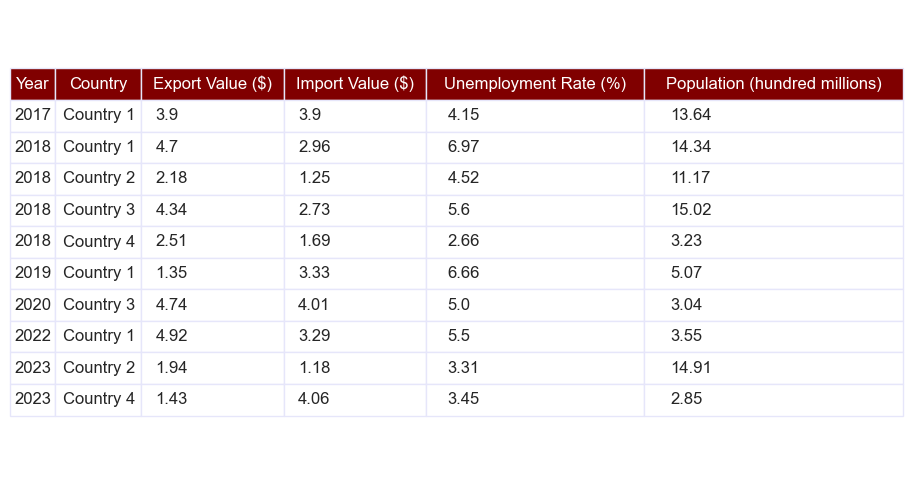 Year Country Export Value ($) Import Value ($) Unemployment Rate (%) Population (hundred millions)
2017 Country 1 3.9 3.9 4.15 13.64
2018 Country 1 4.7 2.96 6.97 14.34
2018 Country 2 2.18 1.25 4.52 11.17
2018 Country 3 4.34 2.73 5.6 15.02
2018 Country 4 2.51 1.69 2.66 3.23
2019 Country 1 1.35 3.33 6.66 5.07
2020 Country 3 4.74 4.01 5.0 3.04
2022 Country 1 4.92 3.29 5.5 3.55
2023 Country 2 1.94 1.18 3.31 14.91
2023 Country 4 1.43 4.06 3.45 2.85